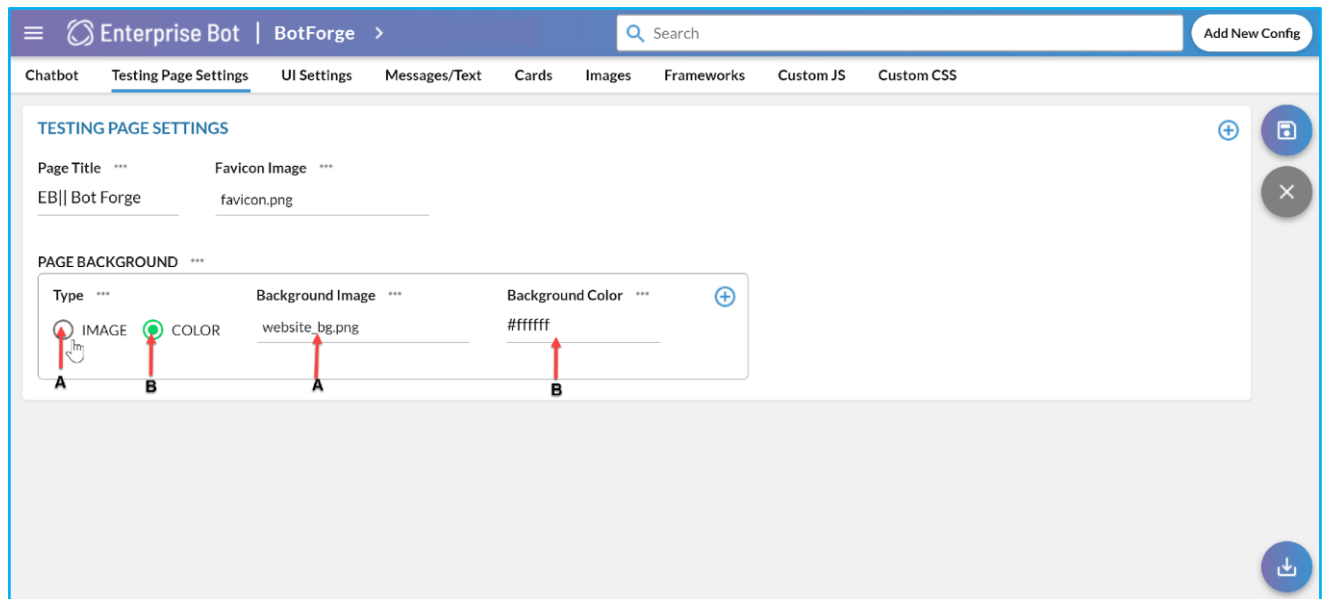 Enterprise Bot | BotForge > Search Add New Config
Chatbot Testing Page Settings UI Settings Messages/Text Cards Images Frameworks Custom JS Custom CSS
TESTING PAGE SETTINGS
Page Title ··· Favicon Image ···
EB|| Bot Forge favicon.png
PAGE BACKGROUND ···
Type ··· Background Image ··· Background Color ···
IMAGE COLOR website_bg.png #ffffff
A B A B